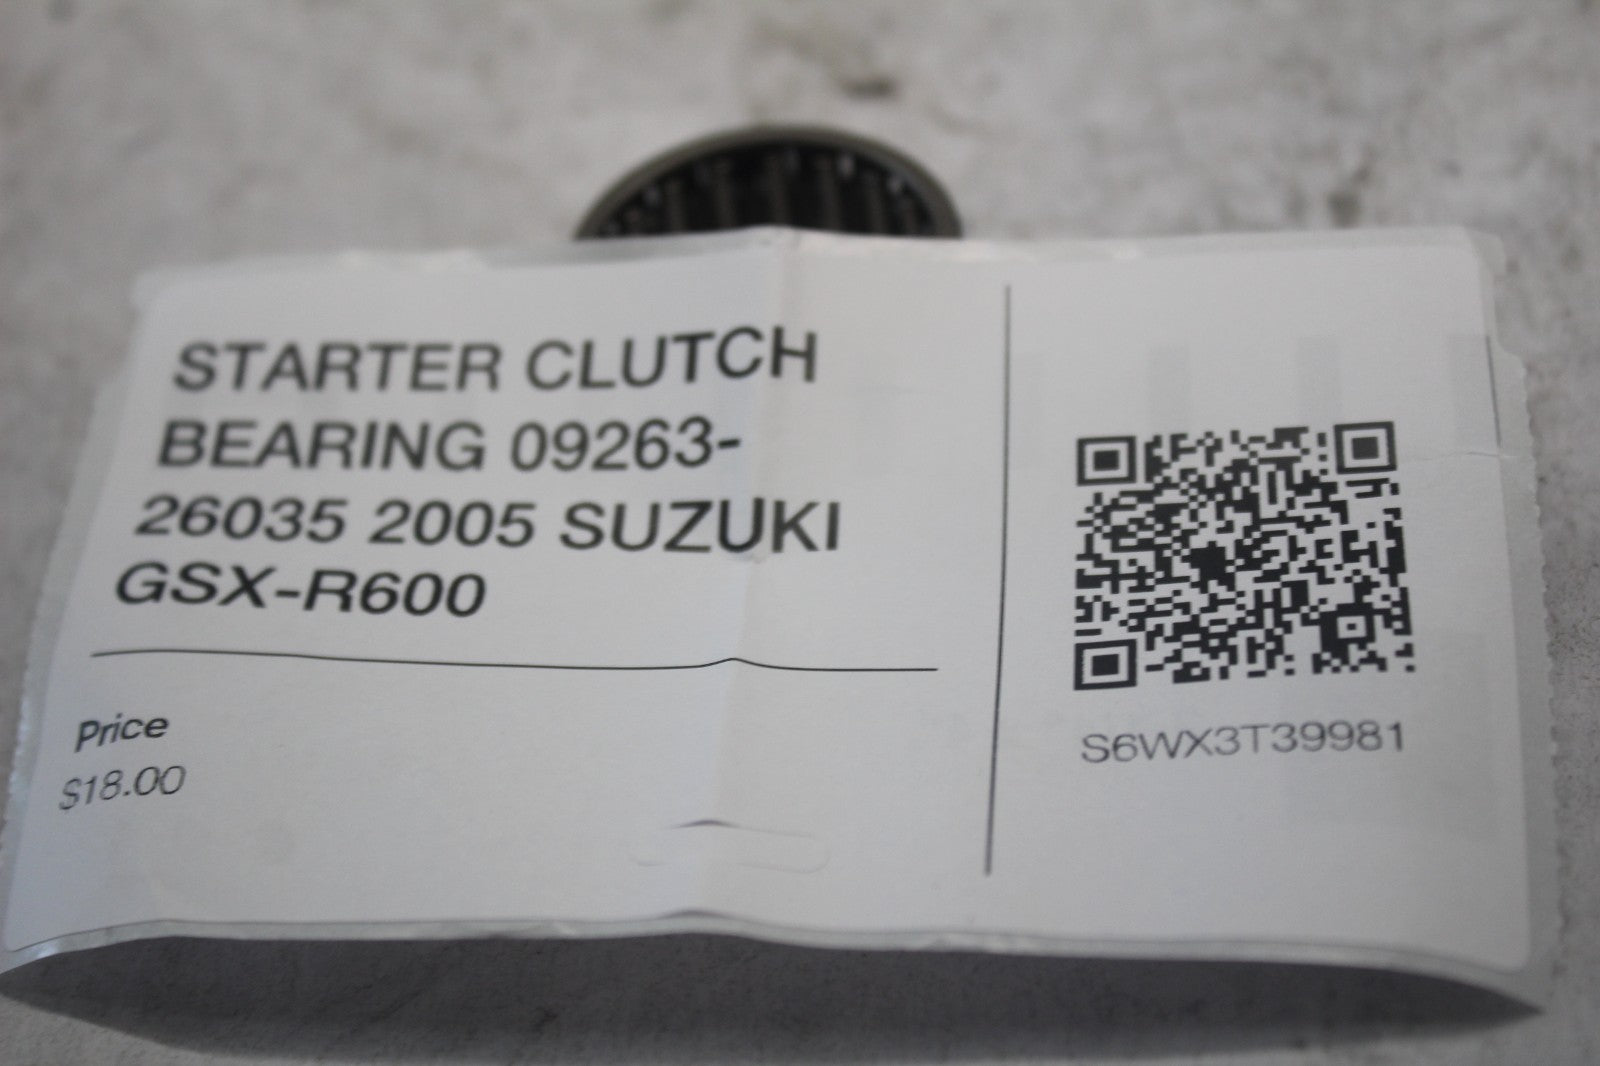 STARTER CLUTCH
BEARING 09263-
26035 2005 SUZUKI
GSX-R600
Price
$18.00
S6WX3T39981